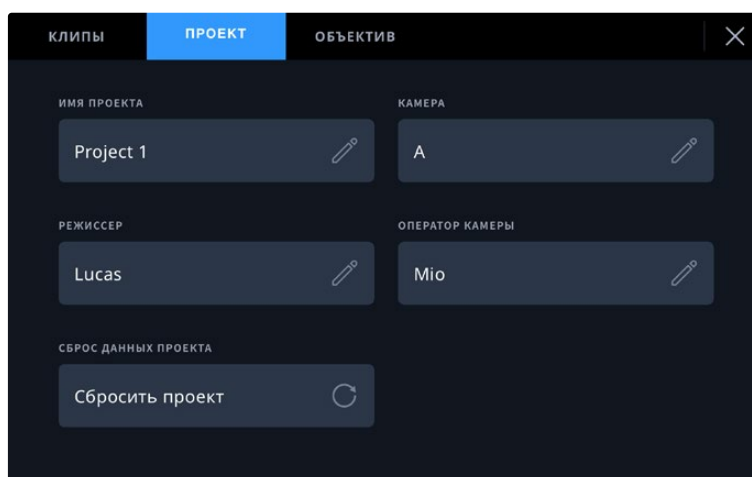 КЛИПЫ ПРОЕКТ ОБЪЕКТИВ
ИМЯ ПРОЕКТА КАМЕРА
Project 1 A
РЕЖИССЕР ОПЕРАТОР КАМЕРЫ
Lucas Mio
СБРОС ДАННЫХ ПРОЕКТА
Сбросить проект